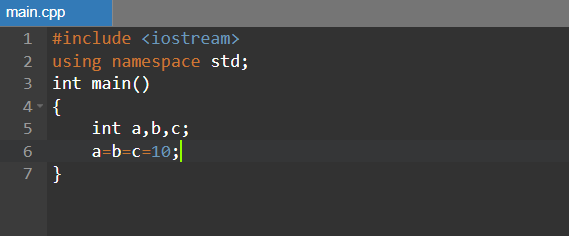 main.cpp
1 #include <iostream>
2 using namespace std;
3 int main()
4 {
5     int a,b,c;
6     a=b=c=10;
7 }